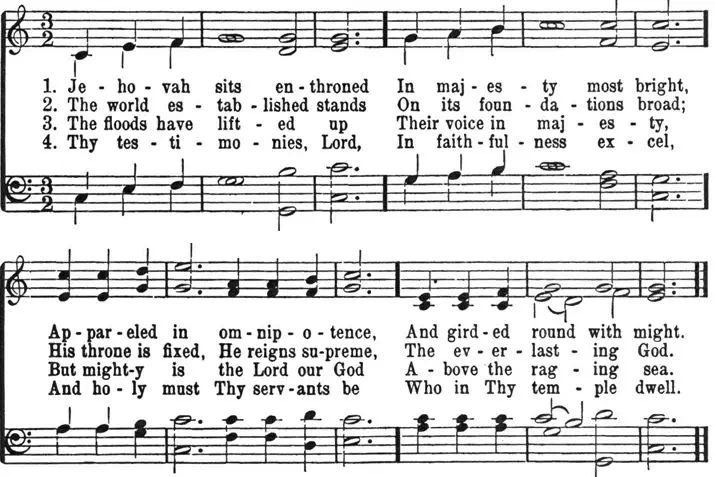 3
2
1. Je - ho - vah sits en - throned In maj - es - ty most bright,
2. The world es - tab - lished stands On its foun - da - tions broad;
3. The floods have lift - ed up Their voice in maj - es - ty,
4. Thy tes - ti - mo - nies, Lord, In faith - ful - ness ex - cel,
3
2
Ap - par - eled in om - nip - o - tence, And gird - ed round with might.
His throne is fixed, He reigns su - preme, The ev - er - last - ing God.
But might - y is the Lord our God A - bove the rag - ing sea.
And ho - ly must Thy serv - ants be Who in Thy tem - ple dwell.